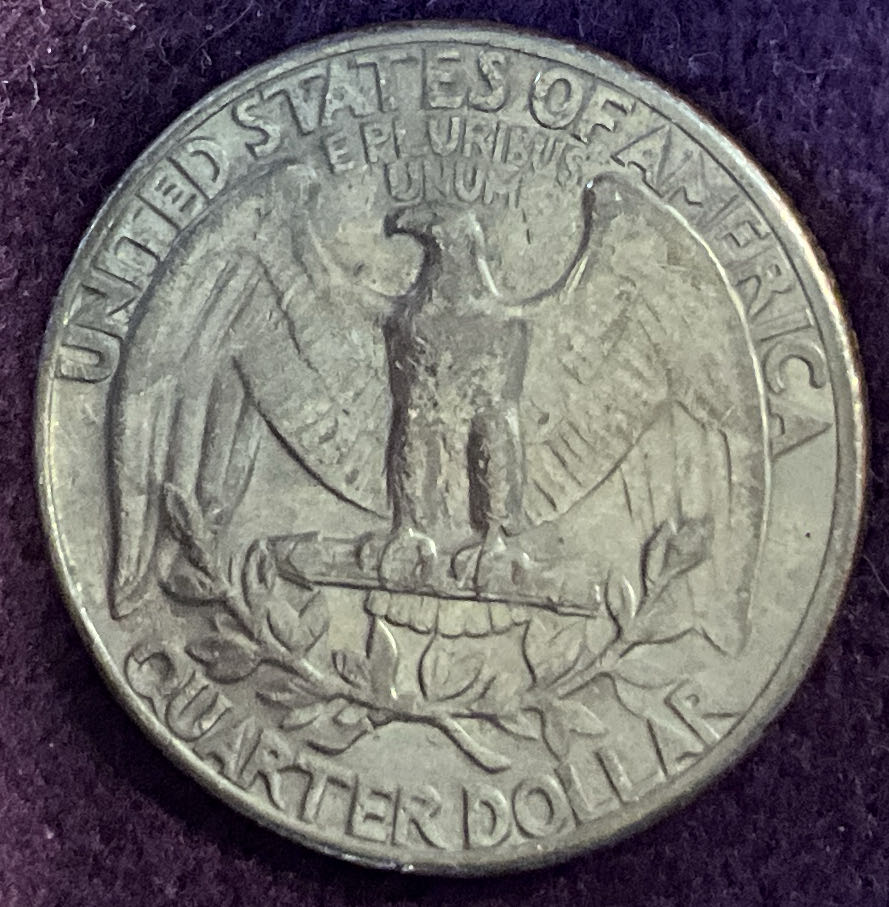 UNITED STATES OF AMERICA
E PLURIBUS
UNUM
QUARTER DOLLAR